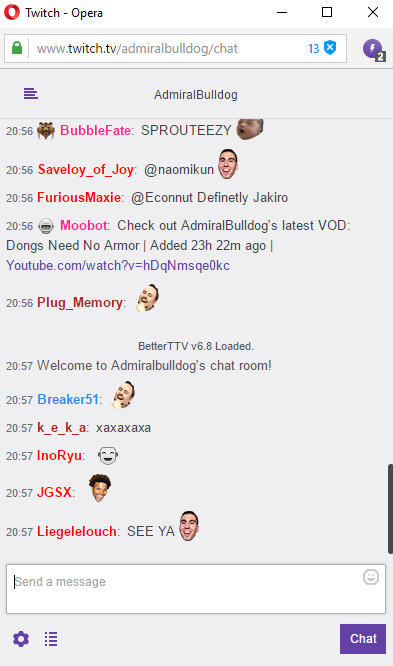 Twitch - Opera
www.twitch.tv/admiralbulldog/chat 13 2
AdmiralBulldog
20:56 BubbleFate: SPROUTEEZY
20:56 Saveloy_of_Joy: @naomikun
20:56 FuriousMaxie: @Econnut Definetly Jakiro
20:56 Moobot: Check out AdmiralBulldog's latest VOD:
Dongs Need No Armor | Added 23h 22m ago |
Youtube.com/watch?v=hDqNmsqe0kc
20:56 Plug_Memory:
BetterTTV v6.8 Loaded.
20:57 Welcome to Admiralbulldog's chat room!
20:57 Breaker51:
20:57 k_e_k_a: xaxaxaxa
20:57 InoRyu:
20:57 JGSX:
20:57 Liegelelouch: SEE YA
Send a message
Chat